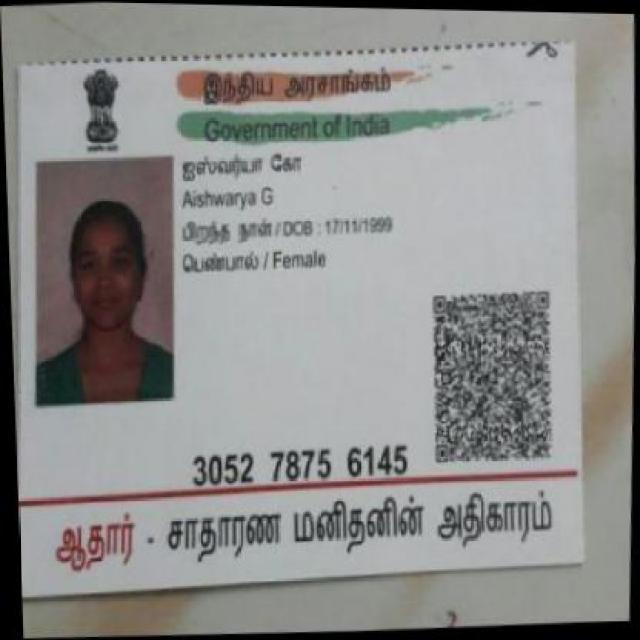 இந்திய அரசாங்கம்
Government of India
ஐஸ்வர்யா கோ
Aishwarya G
பிறந்த நாள் / DOB : 17/11/1999
பெண்பால் / Female
3052 7875 6145
ஆதார் - சாதாரண மனிதனின் அதிகாரம்